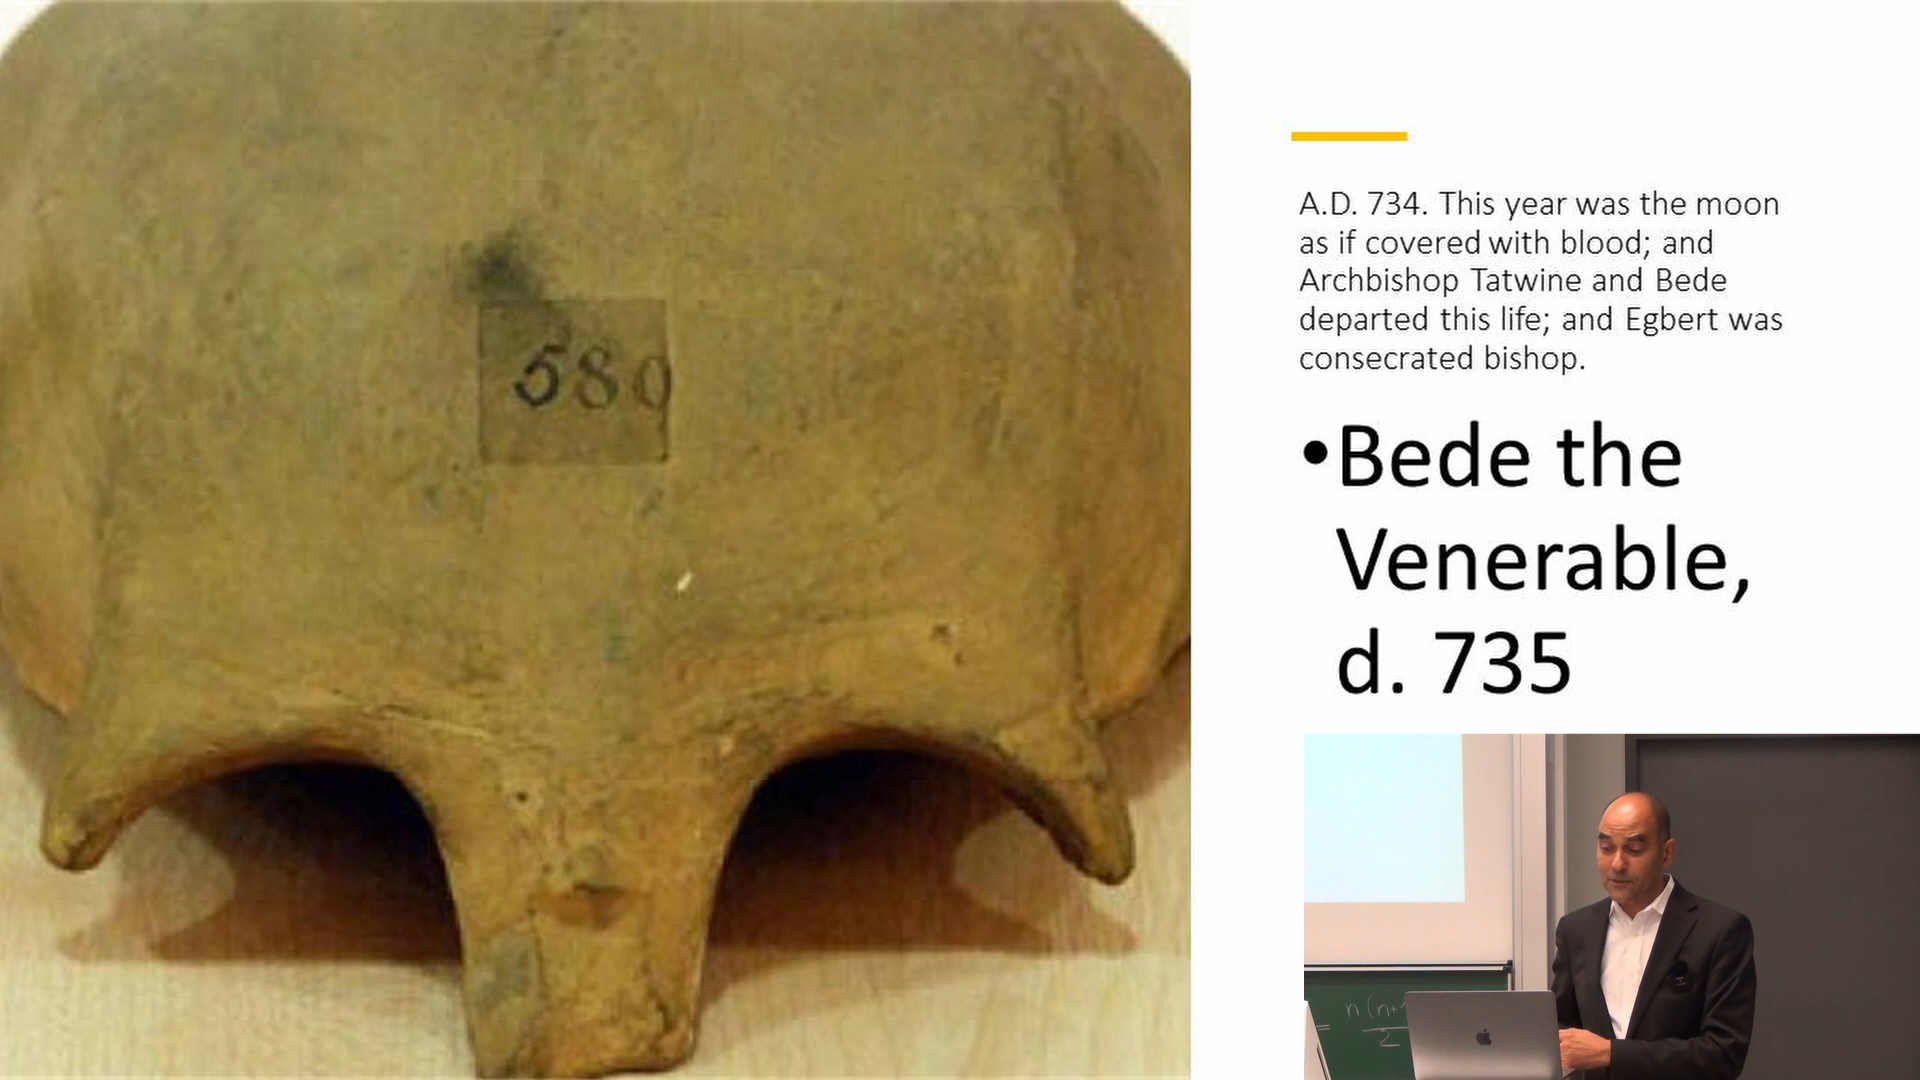 580
A.D. 734. This year was the moon
as if covered with blood; and
Archbishop Tatwine and Bede
departed this life; and Egbert was
consecrated bishop.
•Bede the
Venerable,
d. 735
= n(n+
2